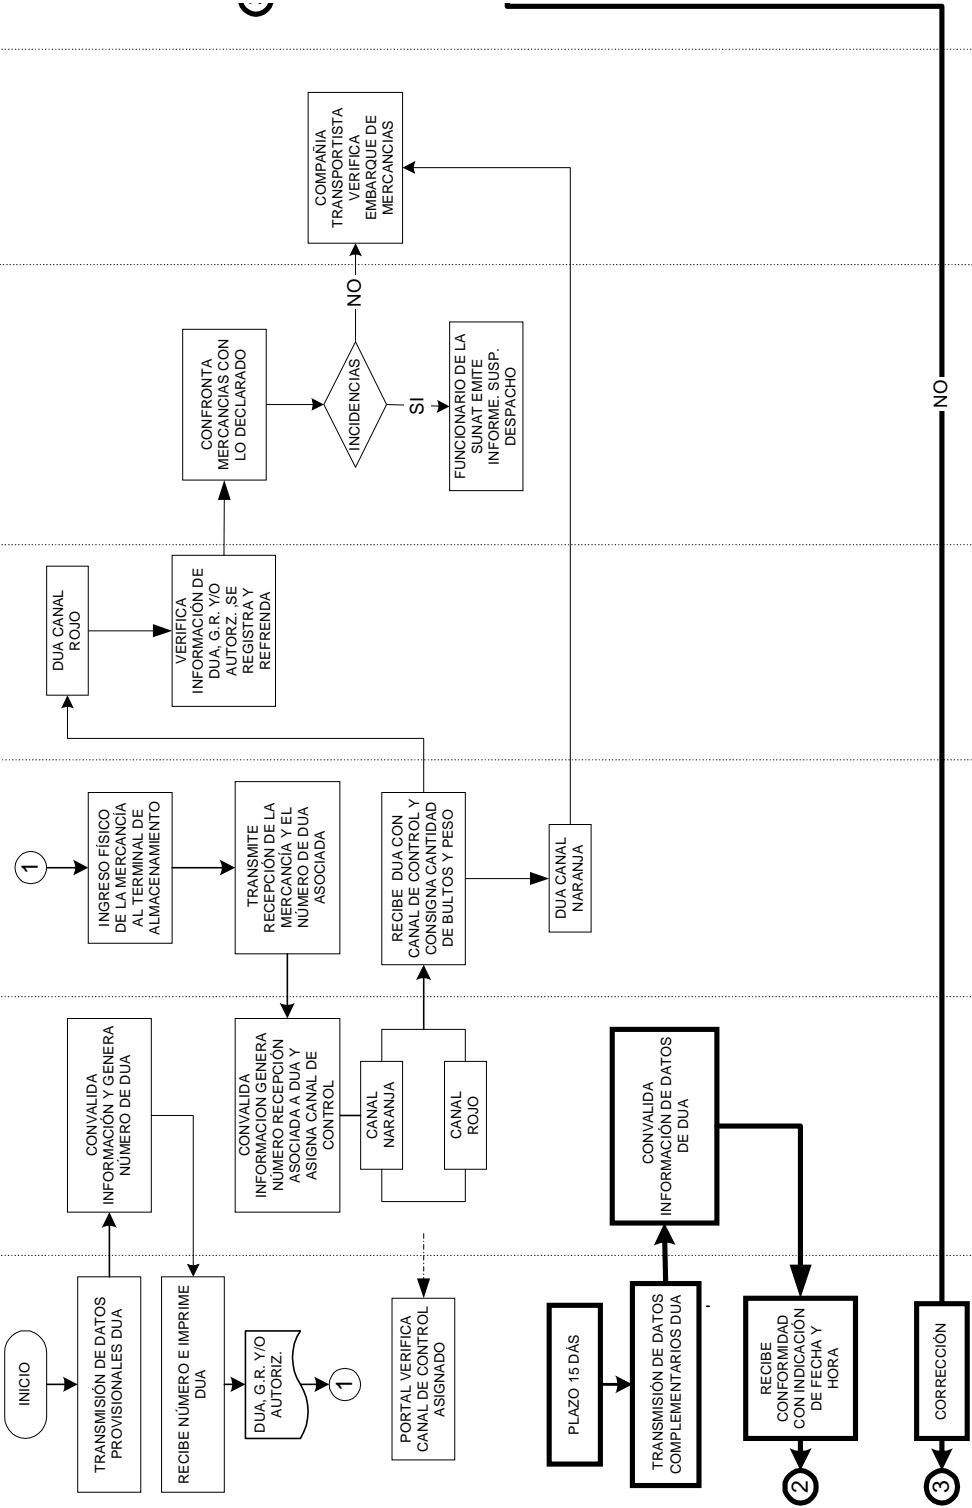 INICIO
TRANSMISIÓN DE DATOS
PROVISIONALES DUA
CONVALIDA
INFORMACIÓN Y GENERA
NÚMERO DE DUA
RECIBE NÚMERO E IMPRIME
DUA
DUA, G.R. Y/O
AUTORIZ.
1
1
INGRESO FÍSICO
DE LA MERCANCÍA
AL TERMINAL DE
ALMACENAMIENTO
TRANSMITE
RECEPCIÓN DE LA
MERCANCÍA Y EL
NÚMERO DE DUA
ASOCIADA
CONVALIDA
INFORMACION GENERA
NÚMERO RECEPCIÓN
ASOCIADA A DUA Y
ASIGNA CANAL DE
CONTROL
CANAL
NARANJA
CANAL
ROJO
PORTAL VERIFICA
CANAL DE CONTROL
ASIGNADO
RECIBE DUA CON
CANAL DE CONTROL Y
CONSIGNA CANTIDAD
DE BULTOS Y PESO
DUA CANAL
NARANJA
DUA CANAL
ROJO
VERIFICA
INFORMACIÓN DE
DUA, G.R. Y/O
AUTORZ. ,SE
REGISTRA Y
REFRENDA
CONFRONTA
MERCANCIAS CON
LO DECLARADO
INCIDENCIAS
NO
SI
FUNCIONARIO DE LA
SUNAT EMITE
INFORME. SUSP.
DESPACHO
COMPAÑIA
TRANSPORTISTA
VERIFICA
EMBARQUE DE
MERCANCIAS
PLAZO 15 DÁS
TRANSMISIÓN DE DATOS
COMPLEMENTARIOS DUA
CONVALIDA
INFORMACIÓN DE DATOS
DE DUA
RECIBE
CONFORMIDAD
CON INDICACIÓN
DE FECHA Y
HORA
2
CORRECCIÓN
3
NO